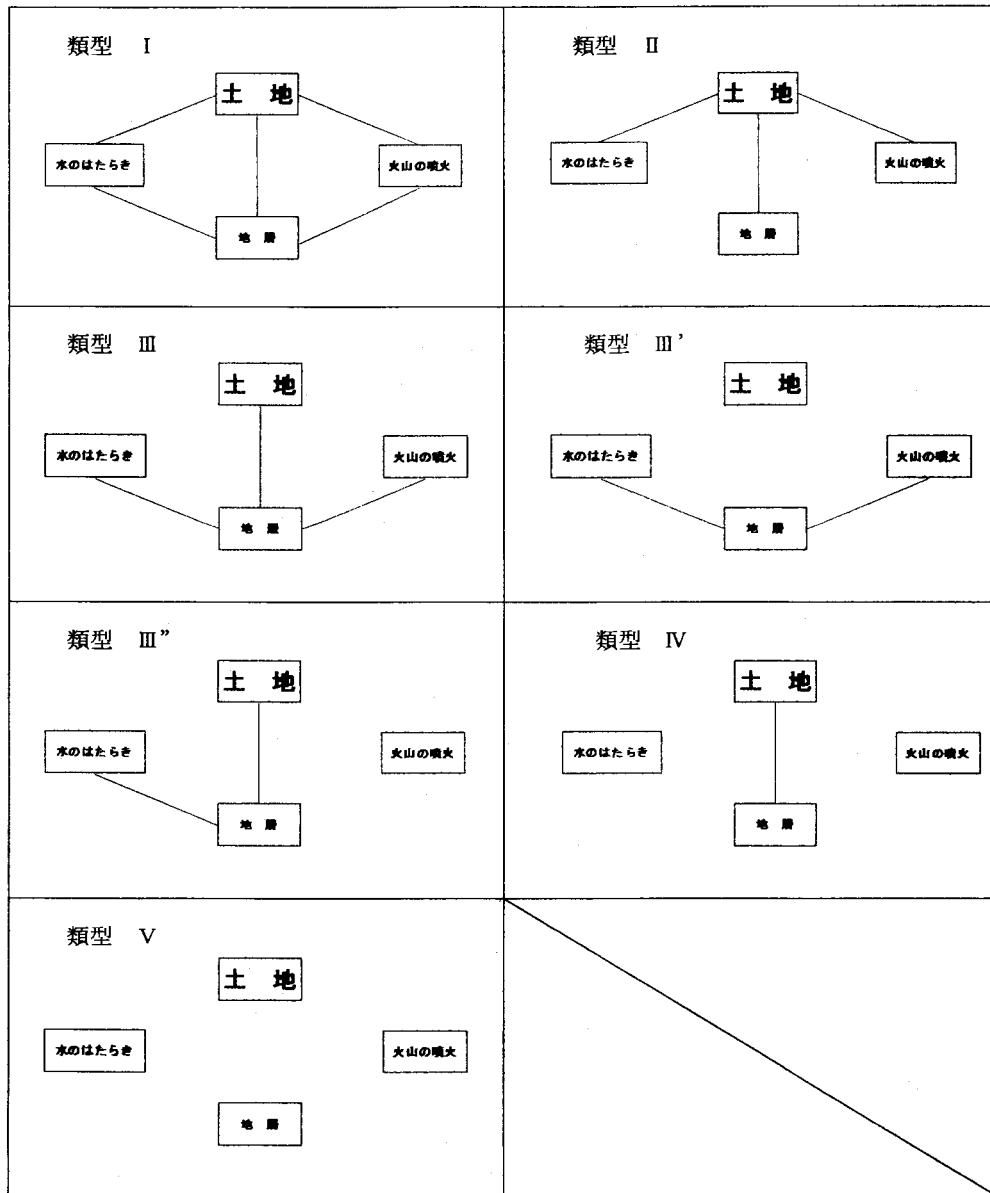 類型 Ⅰ
土 地
水のはたらき
火山の噴火
地 層
類型 Ⅱ
土 地
水のはたらき
火山の噴火
地 層
類型 Ⅲ
土 地
水のはたらき
火山の噴火
地 層
類型 Ⅲ’
土 地
水のはたらき
火山の噴火
地 層
類型 Ⅲ”
土 地
水のはたらき
火山の噴火
地 層
類型 Ⅳ
土 地
水のはたらき
火山の噴火
地 層
類型 Ⅴ
土 地
水のはたらき
火山の噴火
地 層